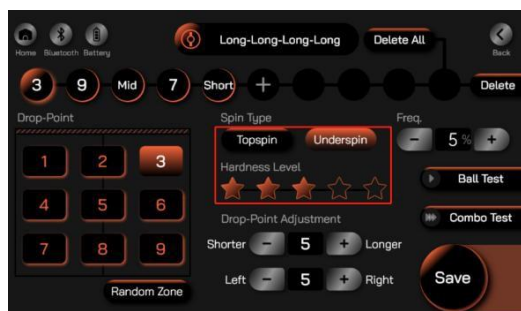 Home Bluetooth Battery
Long-Long-Long-Long
Delete All
Back
3 9 Mid 7 Short + Delete
Drop-Point
Spin Type
Freq.
Topspin Underspin
- 5 % +
1 2 3
Hardness Level
Ball Test
4 5 6
Drop-Point Adjustment
Combo Test
Shorter - 5 + Longer
7 8 9
Left - 5 + Right
Save
Random Zone